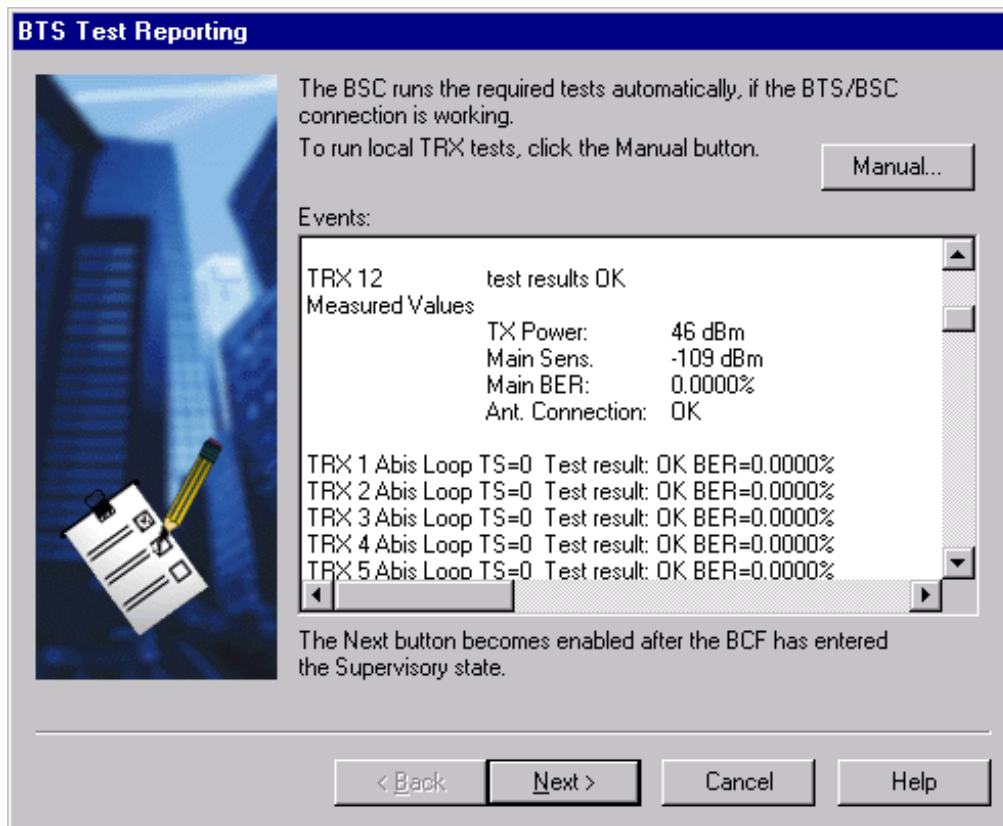 BTS Test Reporting
The BSC runs the required tests automatically, if the BTS/BSC
connection is working.
To run local TRX tests, click the Manual button.
Manual...
Events:
TRX 12 test results OK
Measured Values
TX Power: 46 dBm
Main Sens. -109 dBm
Main BER: 0.0000%
Ant. Connection: OK
TRX 1 Abis Loop TS=0 Test result: OK BER=0.0000%
TRX 2 Abis Loop TS=0 Test result: OK BER=0.0000%
TRX 3 Abis Loop TS=0 Test result: OK BER=0.0000%
TRX 4 Abis Loop TS=0 Test result: OK BER=0.0000%
TRX 5 Abis Loop TS=0 Test result: OK BER=0.0000%
The Next button becomes enabled after the BCF has entered
the Supervisory state.
< Back Next > Cancel Help